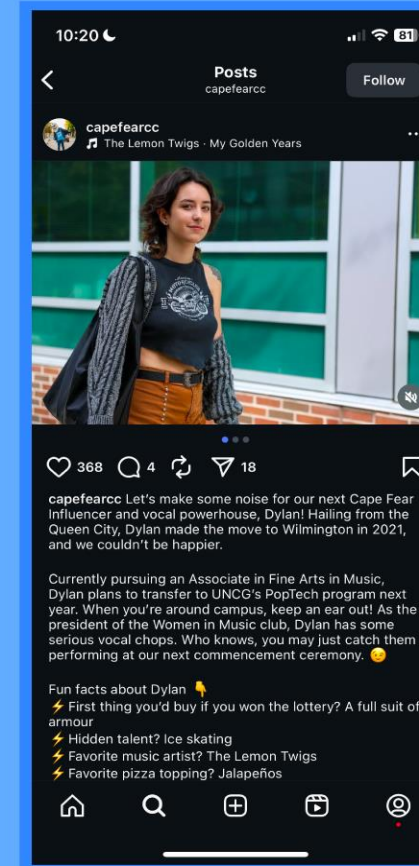 10:20
81
Posts
capefearcc
Follow
capefearcc
The Lemon Twigs · My Golden Years
368 4 18
capefearcc Let's make some noise for our next Cape Fear
Influencer and vocal powerhouse, Dylan! Hailing from the
Queen City, Dylan made the move to Wilmington in 2021,
and we couldn't be happier.
Currently pursuing an Associate in Fine Arts in Music,
Dylan plans to transfer to UNCG's PopTech program next
year. When you're around campus, keep an ear out! As the
president of the Women in Music club, Dylan has some
serious vocal chops. Who knows, you may just catch them
performing at our next commencement ceremony. 😉
Fun facts about Dylan 👇
⚡ First thing you'd buy if you won the lottery? A full suit of
armour
⚡ Hidden talent? Ice skating
⚡ Favorite music artist? The Lemon Twigs
⚡ Favorite pizza topping? Jalapeños